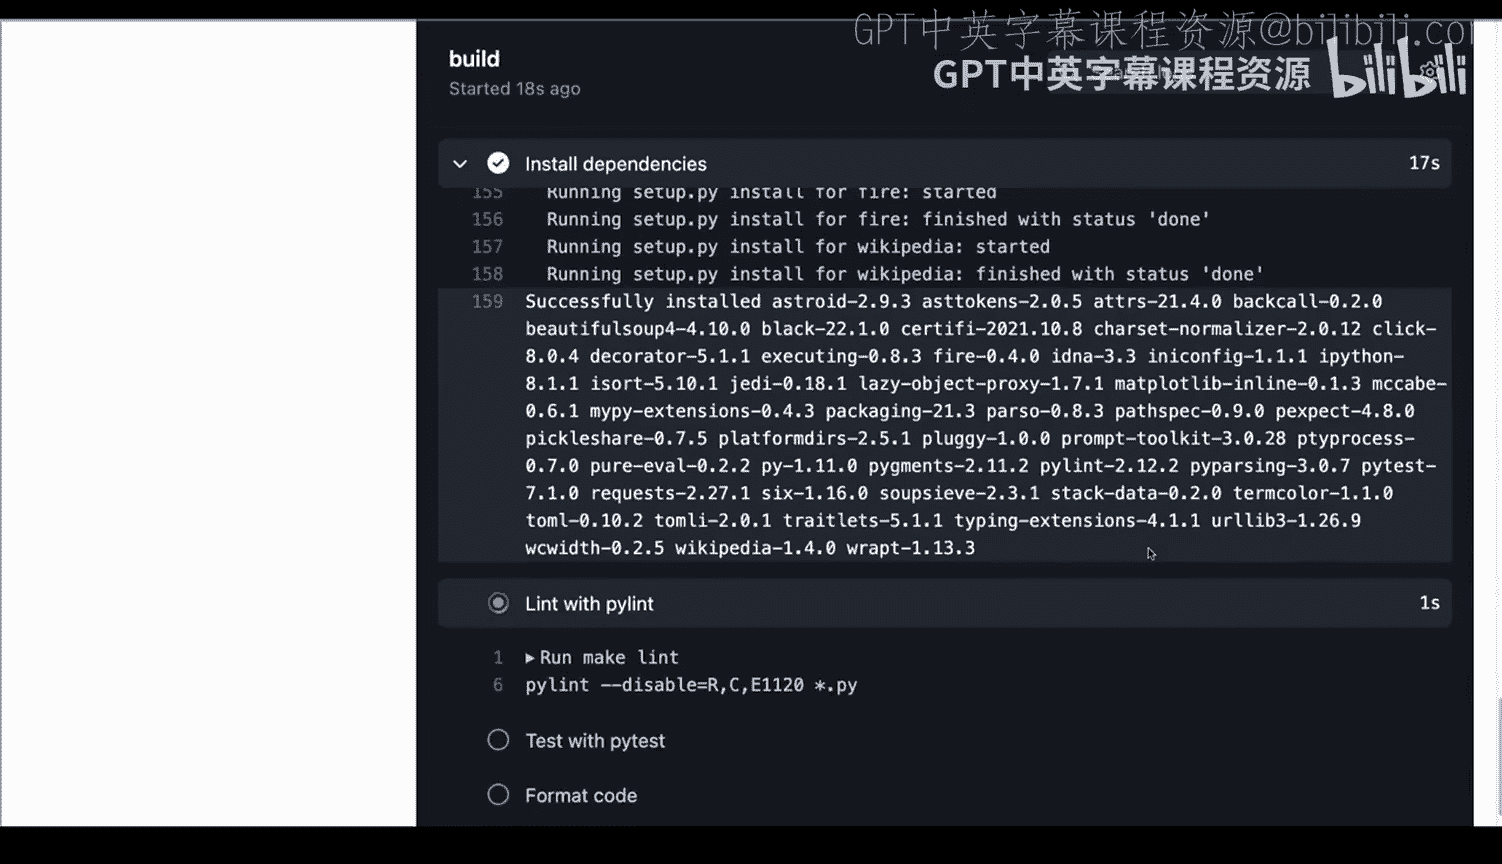 GPT中英字幕课程资源@bilibili.co
GPT中英字幕课程资源 bilibili
build
Started 18s ago
Install dependencies 17s
155 Running setup.py install for fire: started
156 Running setup.py install for fire: finished with status 'done'
157 Running setup.py install for wikipedia: started
158 Running setup.py install for wikipedia: finished with status 'done'
159 Successfully installed astroid-2.9.3 asttokens-2.0.5 attrs-21.4.0 backcall-0.2.0
beautifulsoup4-4.10.0 black-22.1.0 certifi-2021.10.8 charset-normalizer-2.0.12 click-
8.0.4 decorator-5.1.1 executing-0.8.3 fire-0.4.0 idna-3.3 iniconfig-1.1.1 ipython-
8.1.1 isort-5.10.1 jedi-0.18.1 lazy-object-proxy-1.7.1 matplotlib-inline-0.1.3 mccabe-
0.6.1 mypy-extensions-0.4.3 packaging-21.3 parso-0.8.3 pathspec-0.9.0 pexpect-4.8.0
pickleshare-0.7.5 platformdirs-2.5.1 pluggy-1.0.0 prompt-toolkit-3.0.28 ptyprocess-
0.7.0 pure-eval-0.2.2 py-1.11.0 pygments-2.11.2 pylint-2.12.2 pyparsing-3.0.7 pytest-
7.1.0 requests-2.27.1 six-1.16.0 soupsieve-2.3.1 stack-data-0.2.0 termcolor-1.1.0
toml-0.10.2 tomli-2.0.1 traitlets-5.1.1 typing-extensions-4.1.1 urllib3-1.26.9
wcwidth-0.2.5 wikipedia-1.4.0 wrapt-1.13.3
Lint with pylint 1s
1 Run make lint
6 pylint --disable=R,C,E1120 *.py
Test with pytest
Format code